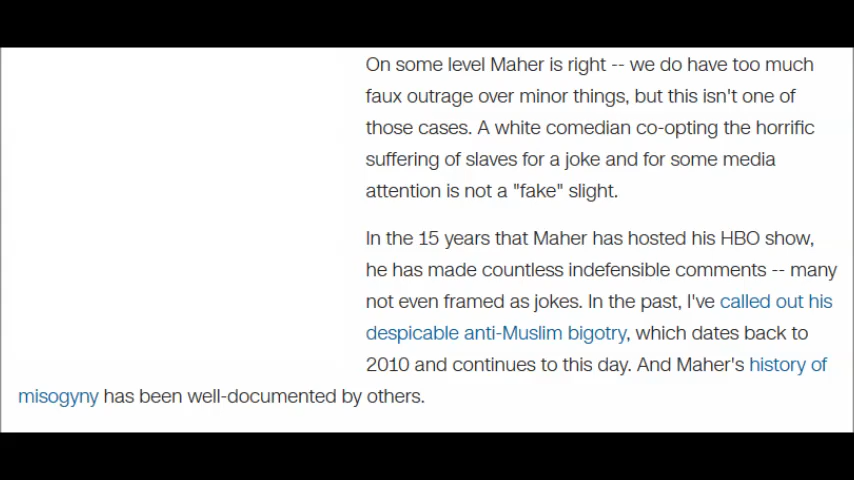 On some level Maher is right -- we do have too much
faux outrage over minor things, but this isn't one of
those cases. A white comedian co-opting the horrific
suffering of slaves for a joke and for some media
attention is not a "fake" slight.
In the 15 years that Maher has hosted his HBO show,
he has made countless indefensible comments -- many
not even framed as jokes. In the past, I've called out his
despicable anti-Muslim bigotry, which dates back to
2010 and continues to this day. And Maher's history of
misogyny has been well-documented by others.